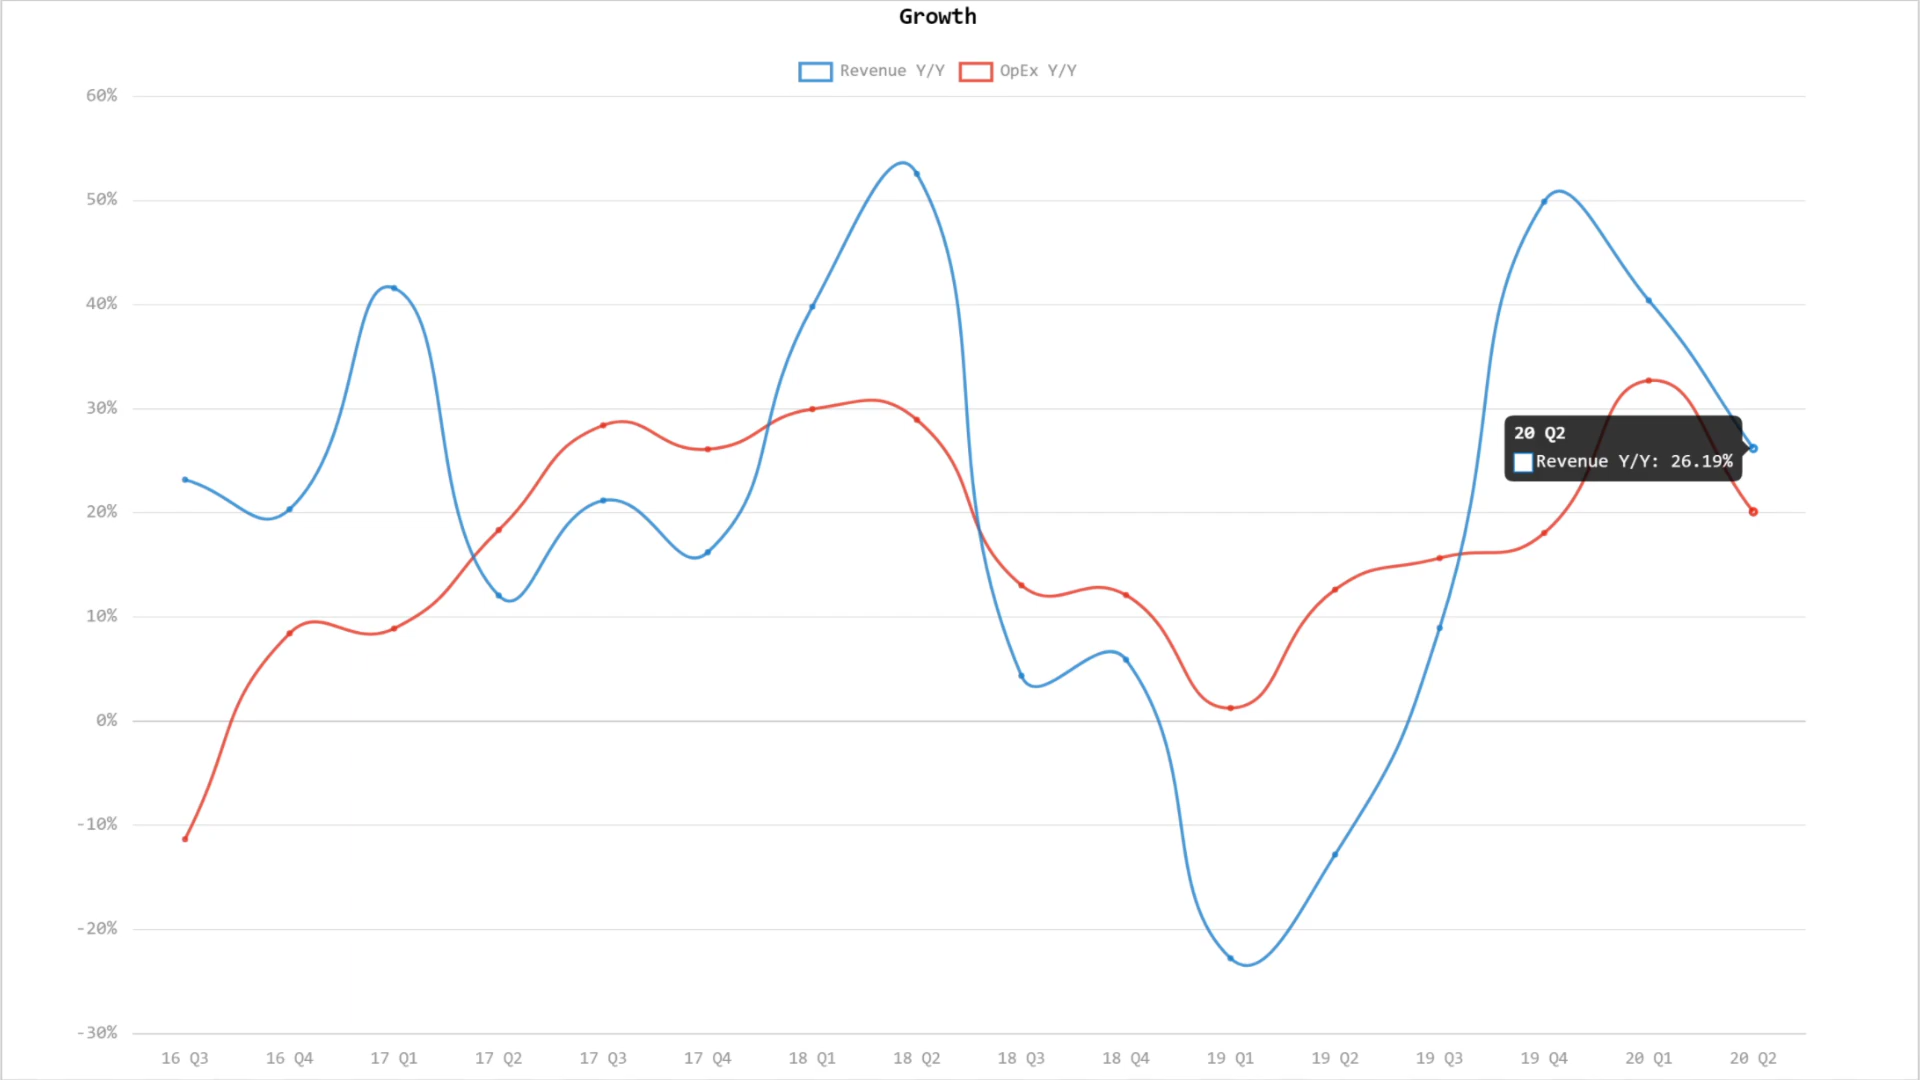 Growth
Revenue Y/Y OpEx Y/Y
60%
50%
40%
30%
20%
10%
0%
-10%
-20%
-30%
20 Q2
Revenue Y/Y: 26.19%
16 Q3 16 Q4 17 Q1 17 Q2 17 Q3 17 Q4 18 Q1 18 Q2 18 Q3 18 Q4 19 Q1 19 Q2 19 Q3 19 Q4 20 Q1 20 Q2